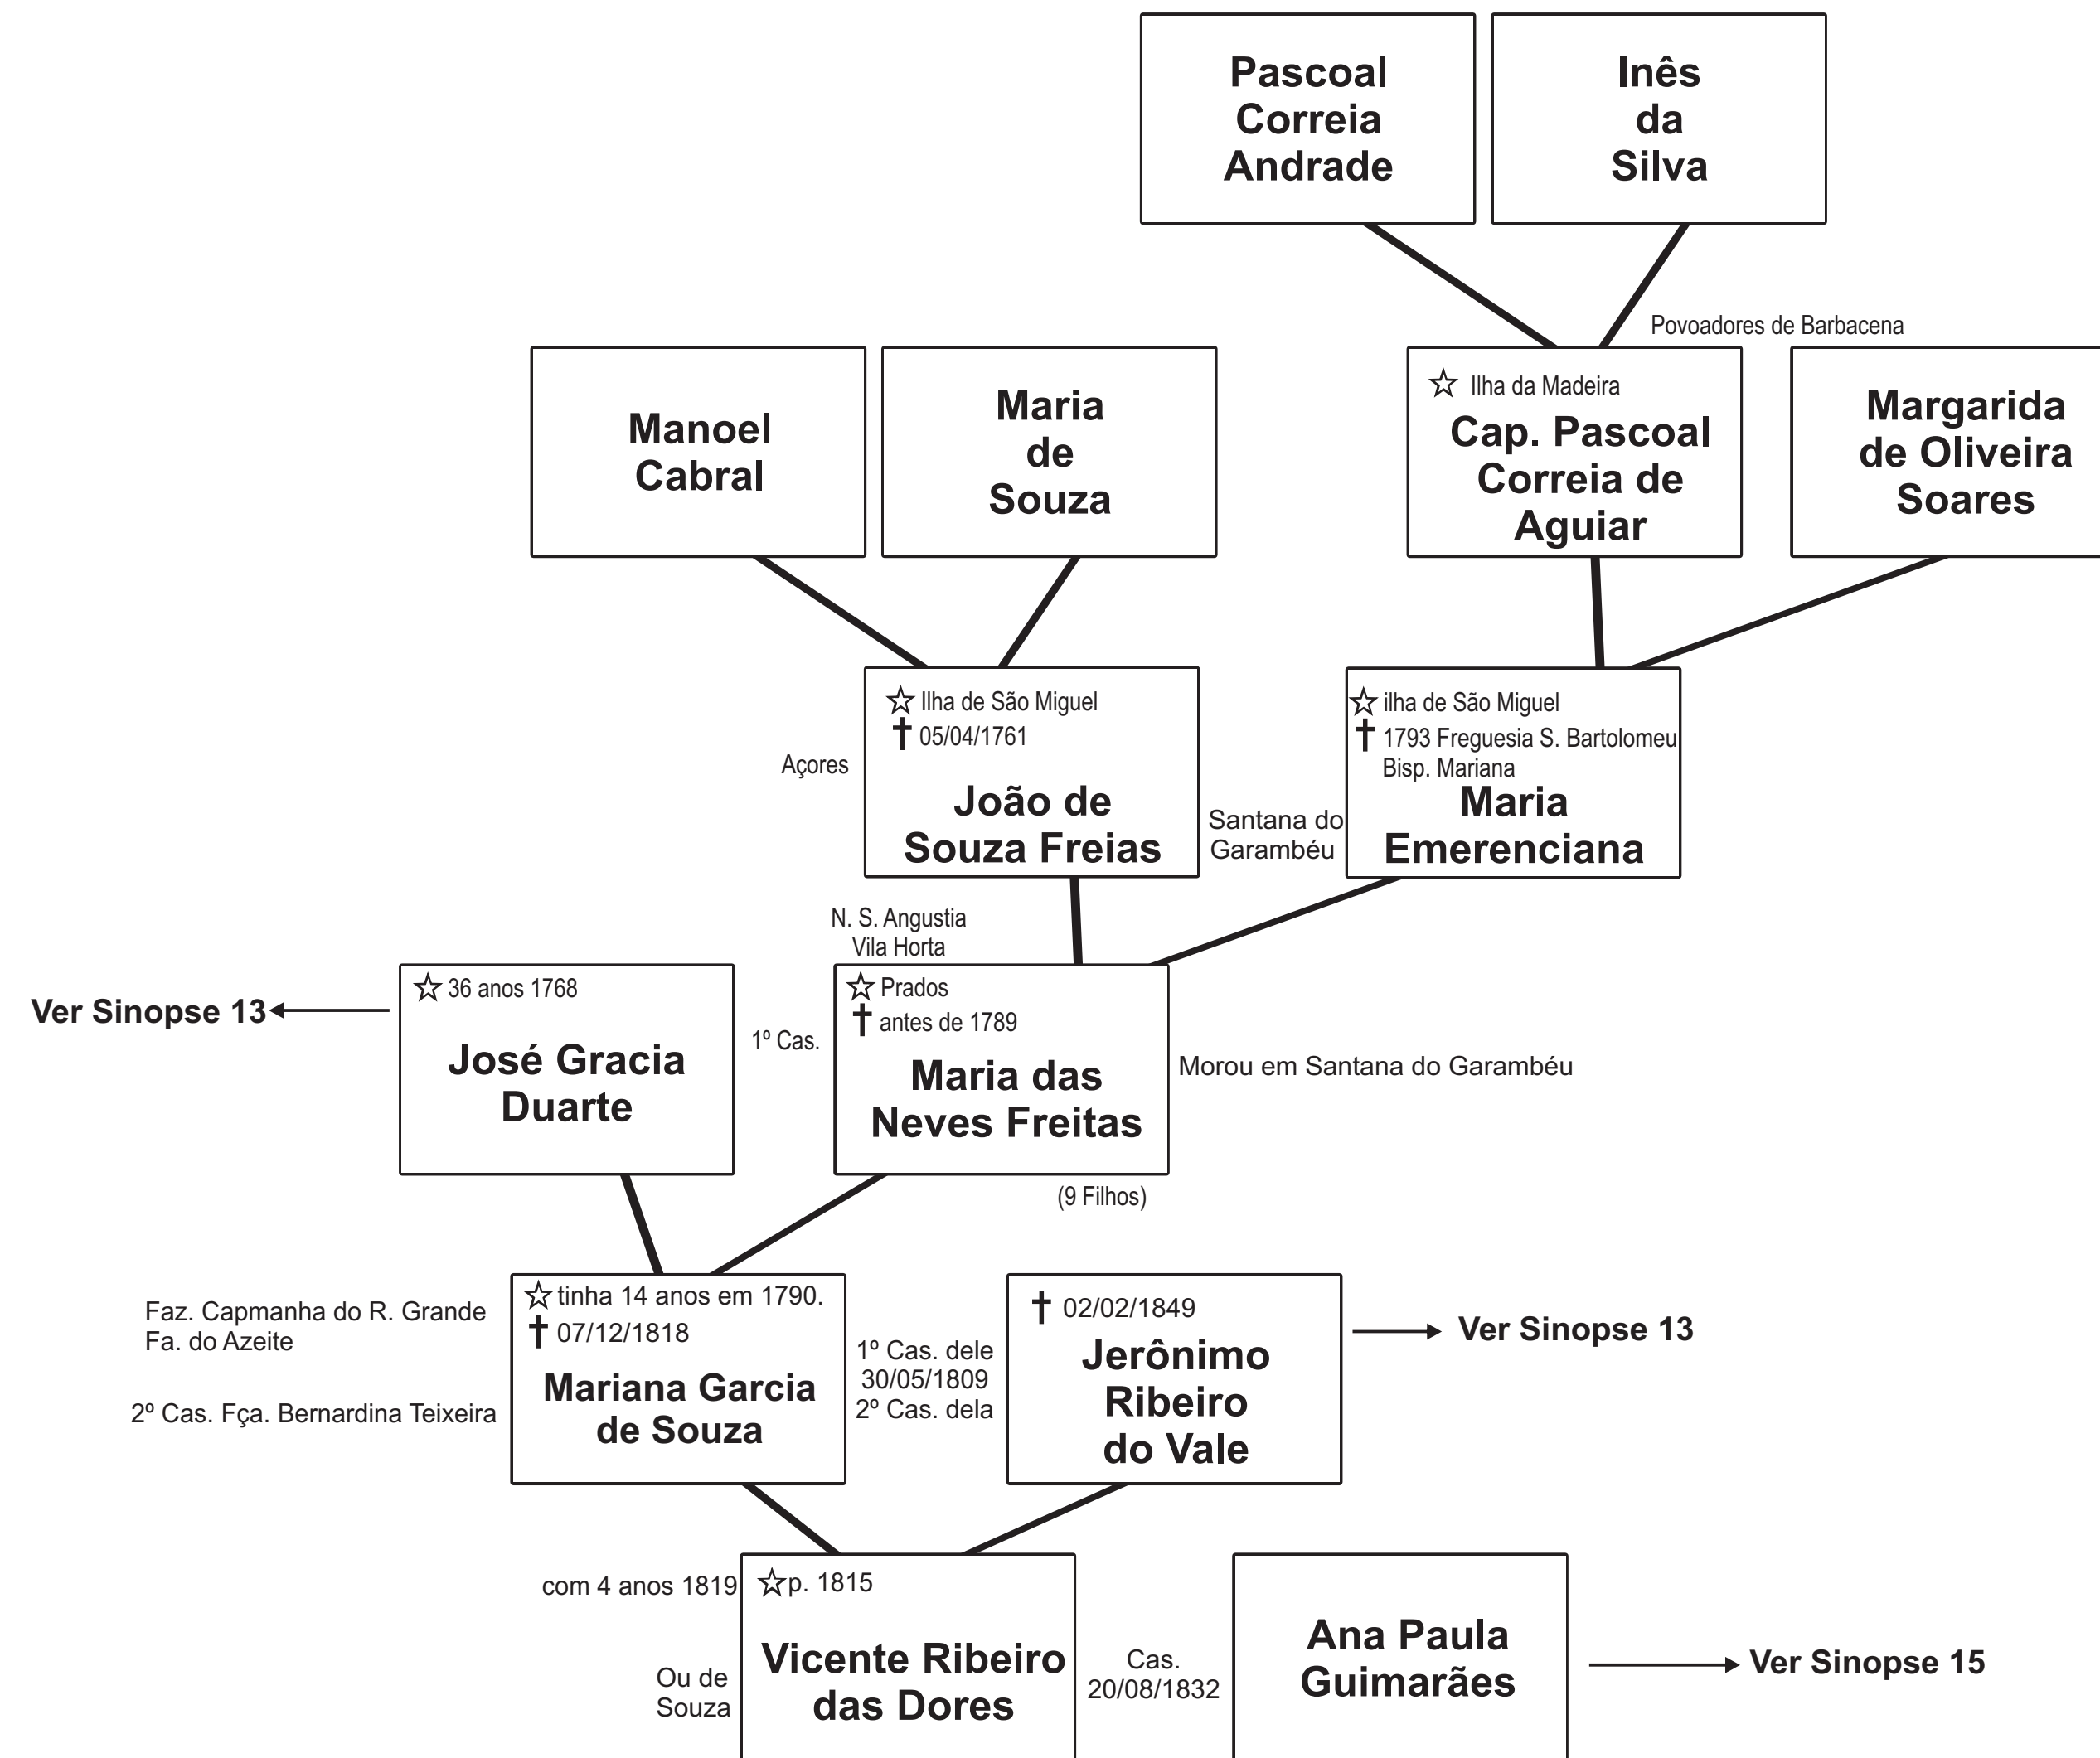 Pascoal
Correia
Andrade
Inês
da
Silva
Povoadores de Barbacena
Manoel
Cabral
Maria
de
Souza
Ilha da Madeira
Cap. Pascoal
Correia de
Aguiar
Margarida
de Oliveira
Soares
Açores
Ilha de São Miguel
05/04/1761
João de
Souza Freias
Santana do
Garambéu
ilha de São Miguel
1793 Freguesia S. Bartolomeu
Bisp. Mariana
Maria
Emerenciana
N. S. Angustia
Vila Horta
Ver Sinopse 13
36 anos 1768
José Gracia
Duarte
1º Cas.
Prados
antes de 1789
Maria das
Neves Freitas
Morou em Santana do Garambéu
(9 Filhos)
Faz. Capmanha do R. Grande
Fa. do Azeite
2º Cas. Fça. Bernardina Teixeira
tinha 14 anos em 1790.
07/12/1818
Mariana Garcia
de Souza
1º Cas. dele
30/05/1809
2º Cas. dela
02/02/1849
Jerônimo
Ribeiro
do Vale
Ver Sinopse 13
com 4 anos 1819
Ou de
Souza
p. 1815
Vicente Ribeiro
das Dores
Cas.
20/08/1832
Ana Paula
Guimarães
Ver Sinopse 15